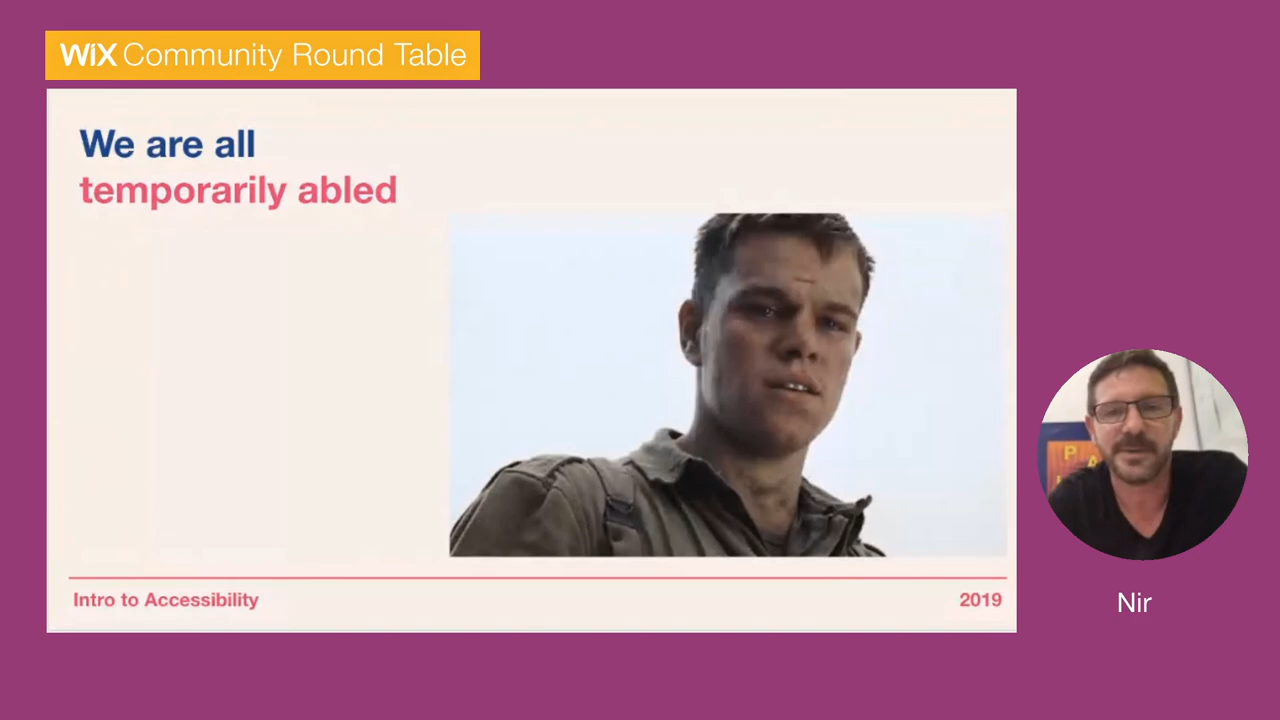 WiX Community Round Table
We are all
temporarily abled
Intro to Accessibility
2019
Nir